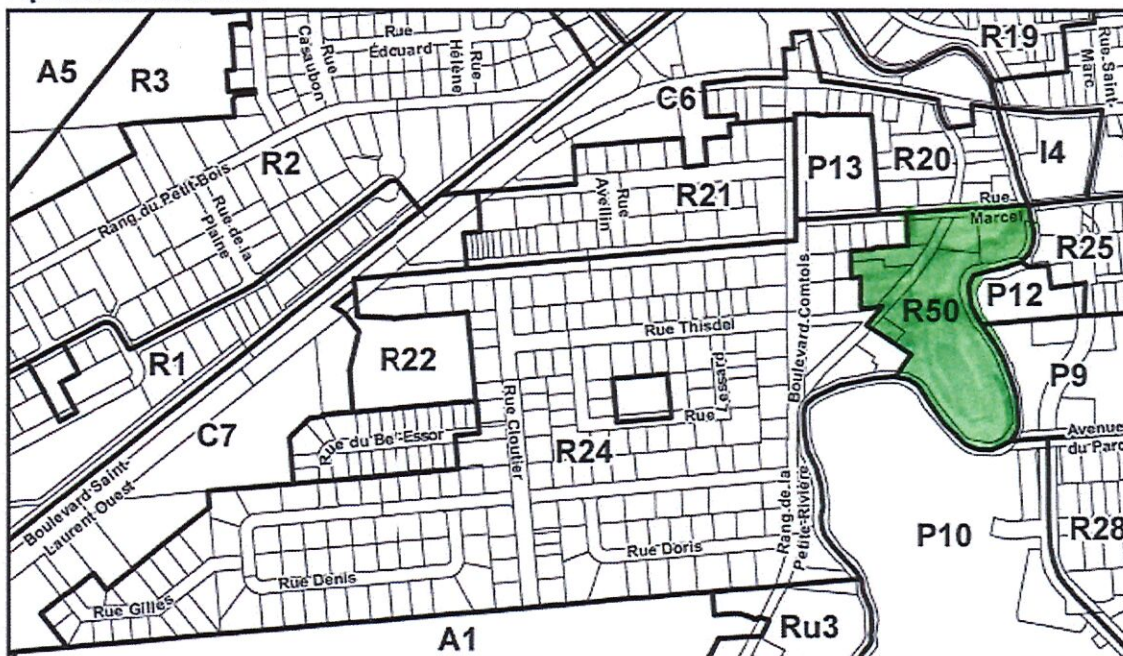 A5
R3
Rue
Casaubon
Rue
Édouard
Rue
Hélène
R19
Rue-Saint-
Marc
C6
R2
Rang du Petit-Bois
Rue de la
Plaine
Rue
Avellin
R21
P13
R20
I4
Rue
Marcel
R25
R1
R22
Rue Thisdel
Boulevard Comtois
R50
P12
C7
Rue du Bel-Essor
Rue Cloutier
Rue
Lessard
P9
R24
Avenue
du Parc
Boulevard Saint-
Laurent Ouest
Rang de la
Petite-Rivière
P10
R28
Rue Doris
Rue Denis
Rue Gilles
A1
Ru3